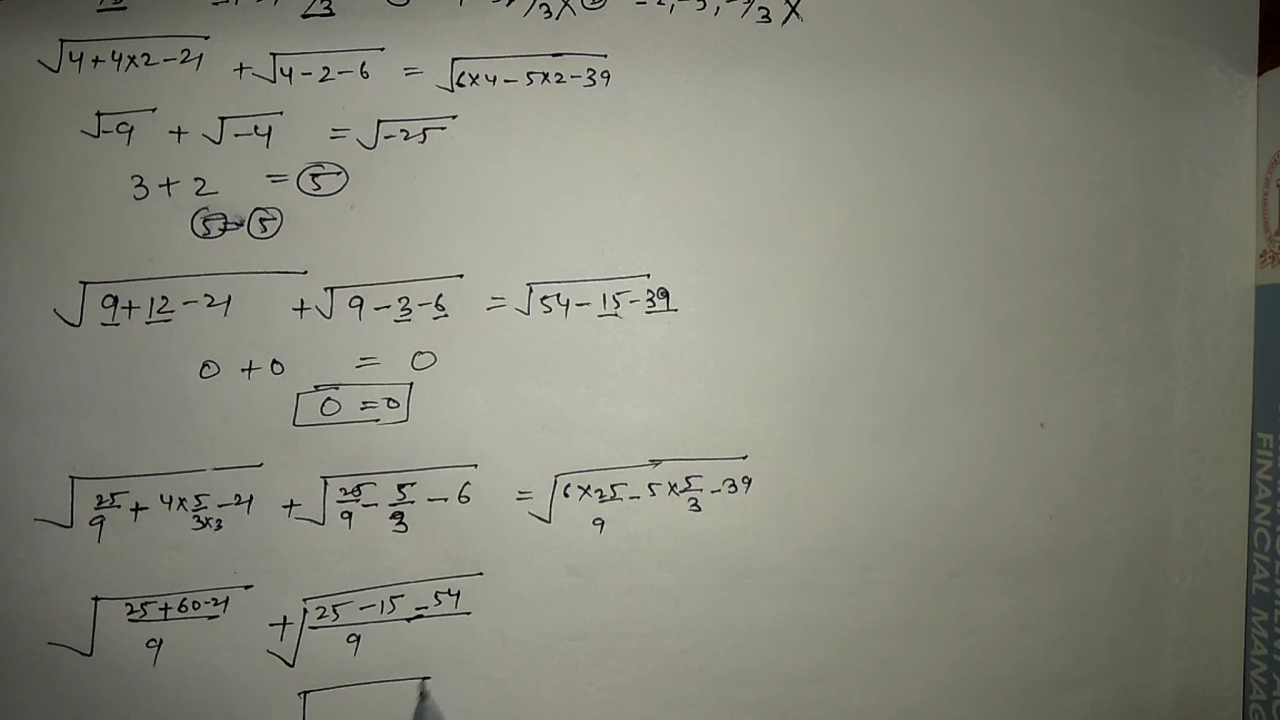 √4+4×2-21 + √4-2-6 = √6×4-5×2-39
√-9 + √-4 = √-25
3+2 = 5
5=5
√9+12-21 + √9-3-6 = √54-15-39
0+0 = 0
0=0
√25/9 + 4×5/3×3 -21 + √25/9 - 5/3 - 6 = √6×25/9 - 5×5/3 - 39
√25+60-21/9 + √25-15-54/9
FINANCIAL MANAG